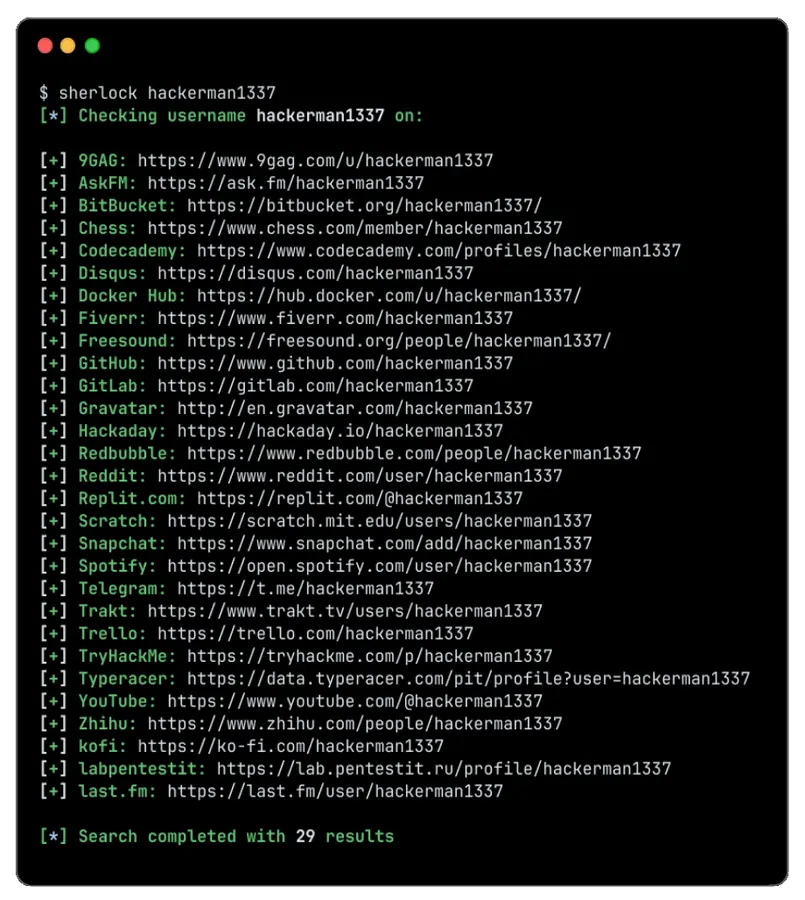 $ sherlock hackerman1337
[*] Checking username hackerman1337 on:
[+] 9GAG: https://www.9gag.com/u/hackerman1337
[+] AskFM: https://ask.fm/hackerman1337
[+] BitBucket: https://bitbucket.org/hackerman1337/
[+] Chess: https://www.chess.com/member/hackerman1337
[+] Codecademy: https://www.codecademy.com/profiles/hackerman1337
[+] Disqus: https://disqus.com/hackerman1337
[+] Docker Hub: https://hub.docker.com/u/hackerman1337/
[+] Fiverr: https://www.fiverr.com/hackerman1337
[+] Freesound: https://freesound.org/people/hackerman1337/
[+] GitHub: https://www.github.com/hackerman1337
[+] GitLab: https://gitlab.com/hackerman1337
[+] Gravatar: http://en.gravatar.com/hackerman1337
[+] Hackaday: https://hackaday.io/hackerman1337
[+] Redbubble: https://www.redbubble.com/people/hackerman1337
[+] Reddit: https://www.reddit.com/user/hackerman1337
[+] Replit.com: https://replit.com/@hackerman1337
[+] Scratch: https://scratch.mit.edu/users/hackerman1337
[+] Snapchat: https://www.snapchat.com/add/hackerman1337
[+] Spotify: https://open.spotify.com/user/hackerman1337
[+] Telegram: https://t.me/hackerman1337
[+] Trakt: https://www.trakt.tv/users/hackerman1337
[+] Trello: https://trello.com/hackerman1337
[+] TryHackMe: https://tryhackme.com/p/hackerman1337
[+] Typeracer: https://data.typeracer.com/pit/profile?user=hackerman1337
[+] YouTube: https://www.youtube.com/@hackerman1337
[+] Zhihu: https://www.zhihu.com/people/hackerman1337
[+] kofi: https://ko-fi.com/hackerman1337
[+] labpentestit: https://lab.pentestit.ru/profile/hackerman1337
[+] last.fm: https://last.fm/user/hackerman1337
[*] Search completed with 29 results